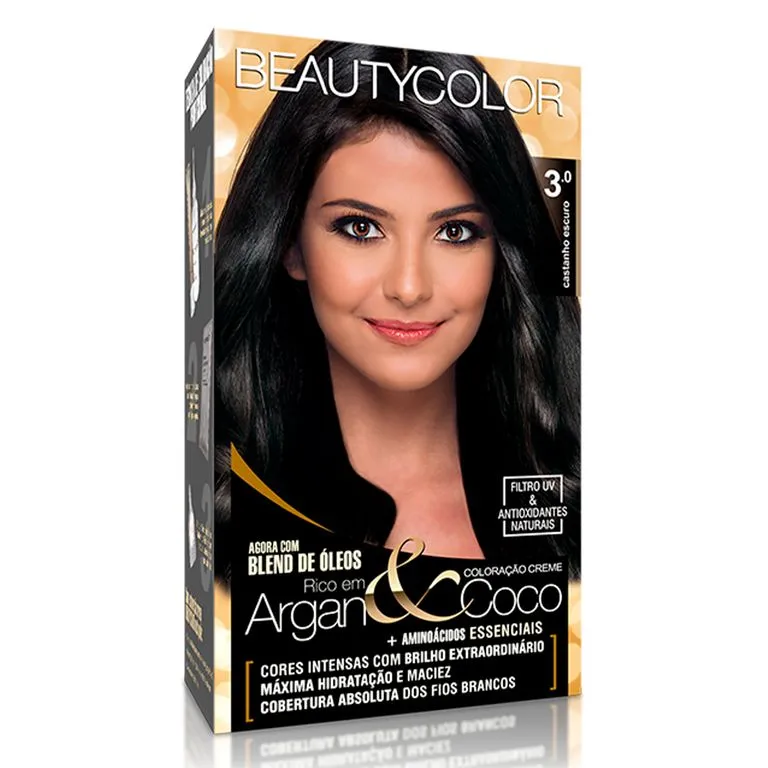 BEAUTYCOLOR
3.0
castanho escuro
FILTRO UV
&
ANTIOXIDANTES
NATURAIS
AGORA COM
BLEND DE ÓLEOS
Rico em
COLORAÇÃO CREME
Argan & Coco
+ AMINOÁCIDOS ESSENCIAIS
CORES INTENSAS COM BRILHO EXTRAORDINÁRIO
MÁXIMA HIDRATAÇÃO E MACIEZ
COBERTURA ABSOLUTA DOS FIOS BRANCOS